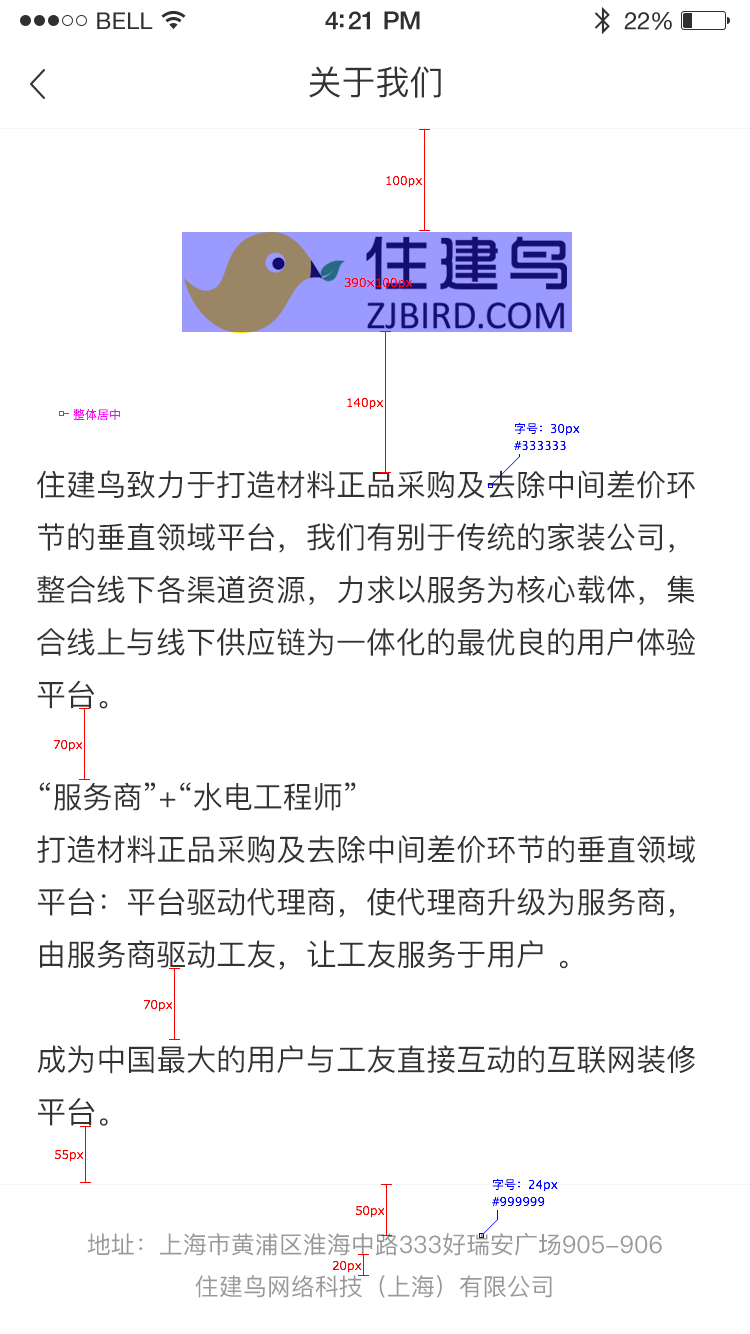 BELL 4:21 PM 22%
关于我们
100px
住建鸟
390×100px
ZJBIRD.COM
140px
整体居中
字号：30px
#333333
住建鸟致力于打造材料正品采购及去除中间差价环
节的垂直领域平台，我们有别于传统的家装公司，
整合线下各渠道资源，力求以服务为核心载体，集
合线上与线下供应链为一体化的最优良的用户体验
平台。
70px
“服务商”+“水电工程师”
打造材料正品采购及去除中间差价环节的垂直领域
平台：平台驱动代理商，使代理商升级为服务商，
由服务商驱动工友，让工友服务于用户 。
70px
成为中国最大的用户与工友直接互动的互联网装修
平台。
55px
字号：24px
#999999
50px
地址：上海市黄浦区淮海中路333好瑞安广场905-906
20px
住建鸟网络科技（上海）有限公司